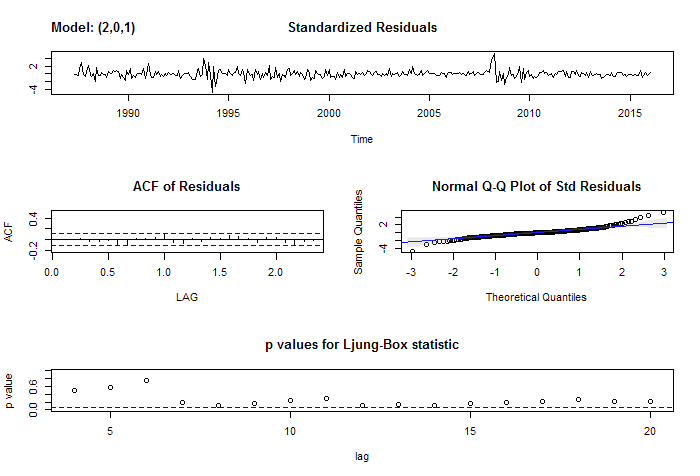 Model: (2,0,1) Standardized Residuals
2
-4
1990 1995 2000 2005 2010 2015
Time
ACF of Residuals
ACF
0.4
-0.2
0.0 0.5 1.0 1.5 2.0
LAG
Normal Q-Q Plot of Std Residuals
Sample Quantiles
2
-4
-3 -2 -1 0 1 2 3
Theoretical Quantiles
p values for Ljung-Box statistic
p value
0.6
0.0
5 10 15 20
lag